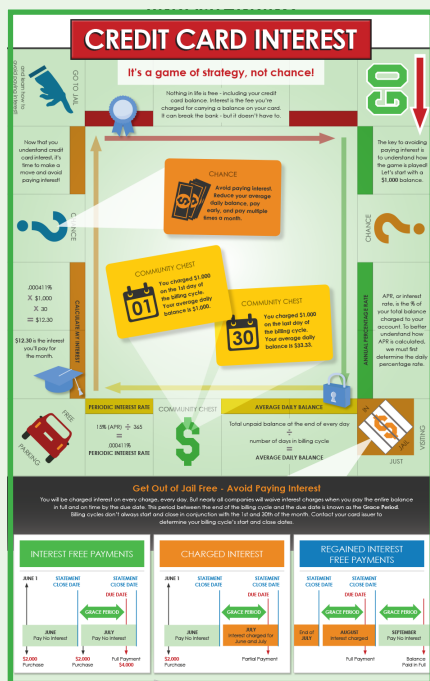 CREDIT CARD INTEREST
It's a game of strategy, not chance!
Nothing in life is free - including your credit
card balance. Interest is the fee you're
charged for carrying a balance on your card.
It can break the bank - but it doesn't have to.
GO TO JAIL
and learn how to
avoid paying interest!
GO
The key to avoiding
paying interest is
to understand how
the game is played!
Let's start with a
$1,000 balance.
Now that you
understand credit
card interest, it's
time to make a
move and avoid
paying interest!
CHANCE
Avoid paying interest.
Reduce your average
daily balance, pay
early, and pay multiple
times a month.
CHANCE
CHANCE
COMMUNITY CHEST
01
You charged $1,000
on the 1st day of
the billing cycle.
Your average daily
balance is $1,000.
COMMUNITY CHEST
30
You charged $1,000
on the last day of
the billing cycle.
Your average daily
balance is $33.33.
.000411%
X $1,000
X 30
= $12.30
$12.30 is the interest
you'll pay for
the month.
CALCULATE MY INTEREST
ANNUAL PERCENTAGE RATE
APR, or interest
rate, is the % of
your total balance
charged to your
account. To better
understand how
APR is calculated,
we must first
determine the daily
percentage rate.
FREE
PARKING
PERIODIC INTEREST RATE
15% (APR) ÷ 365
=
.000411%
PERIODIC INTEREST RATE
COMMUNITY CHEST
$
AVERAGE DAILY BALANCE
Total unpaid balance at the end of every day
÷
number of days in billing cycle
=
AVERAGE DAILY BALANCE
IN
JAIL
JUST
VISITING
Get Out of Jail Free - Avoid Paying Interest
You will be charged interest on every charge, every day. But nearly all companies will waive interest charges when you pay the entire balance
in full and on time by the due date. This period between the end of the billing cycle and the due date is known as the Grace Period.
Billing cycles don't always start and close in conjunction with the 1st and 30th of the month. Contact your card issuer to
determine your billing cycle's start and close dates.
INTEREST FREE PAYMENTS
JUNE 1
STATEMENT
CLOSE DATE
STATEMENT
CLOSE DATE
DUE DATE
GRACE PERIOD
JUNE
Pay No Interest
JULY
Pay No Interest
$2,000
Purchase
$2,000
Purchase
Full Payment
$4,000
CHARGED INTEREST
JUNE 1
STATEMENT
CLOSE DATE
STATEMENT
CLOSE DATE
DUE DATE
GRACE PERIOD
JUNE
Pay No Interest
JULY
Interest charged for
June and July
$2,000
Purchase
Partial Payment
REGAINED INTEREST
FREE PAYMENTS
STATEMENT
CLOSE DATE
STATEMENT
CLOSE DATE
DUE DATE
GRACE PERIOD
GRACE PERIOD
End of
JULY
AUGUST
Interest charged
SEPTEMBER
Pay No Interest
Full Payment
Balance
Paid in Full